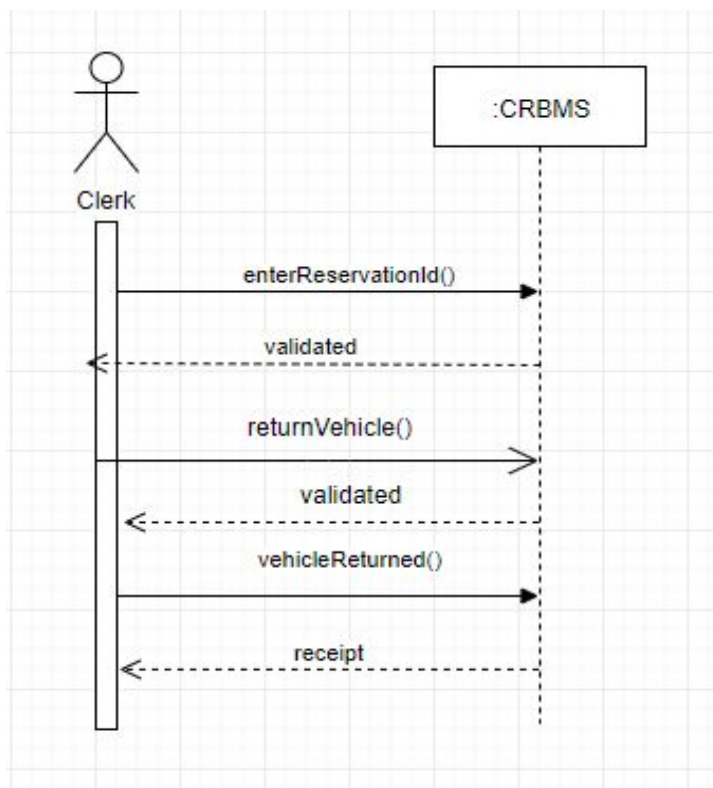 :CRBMS
Clerk
enterReservationId()
validated
returnVehicle()
validated
vehicleReturned()
receipt